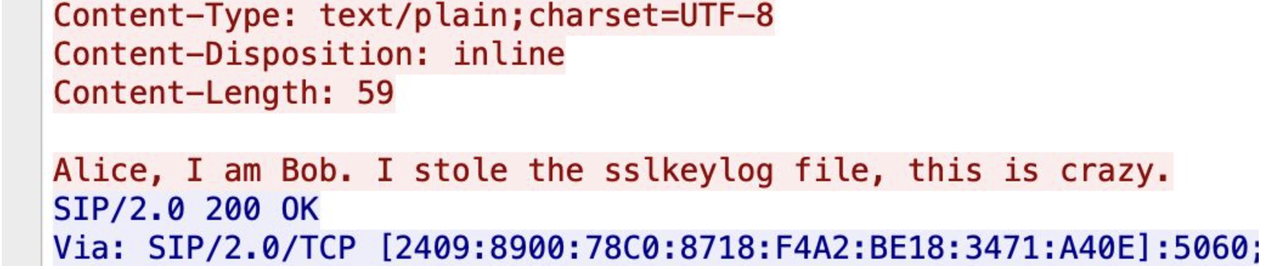 Content-Type: text/plain;charset=UTF-8
Content-Disposition: inline
Content-Length: 59

Alice, I am Bob. I stole the sslkeylog file, this is crazy.
SIP/2.0 200 OK
Via: SIP/2.0/TCP [2409:8900:78C0:8718:F4A2:BE18:3471:A40E]:5060;